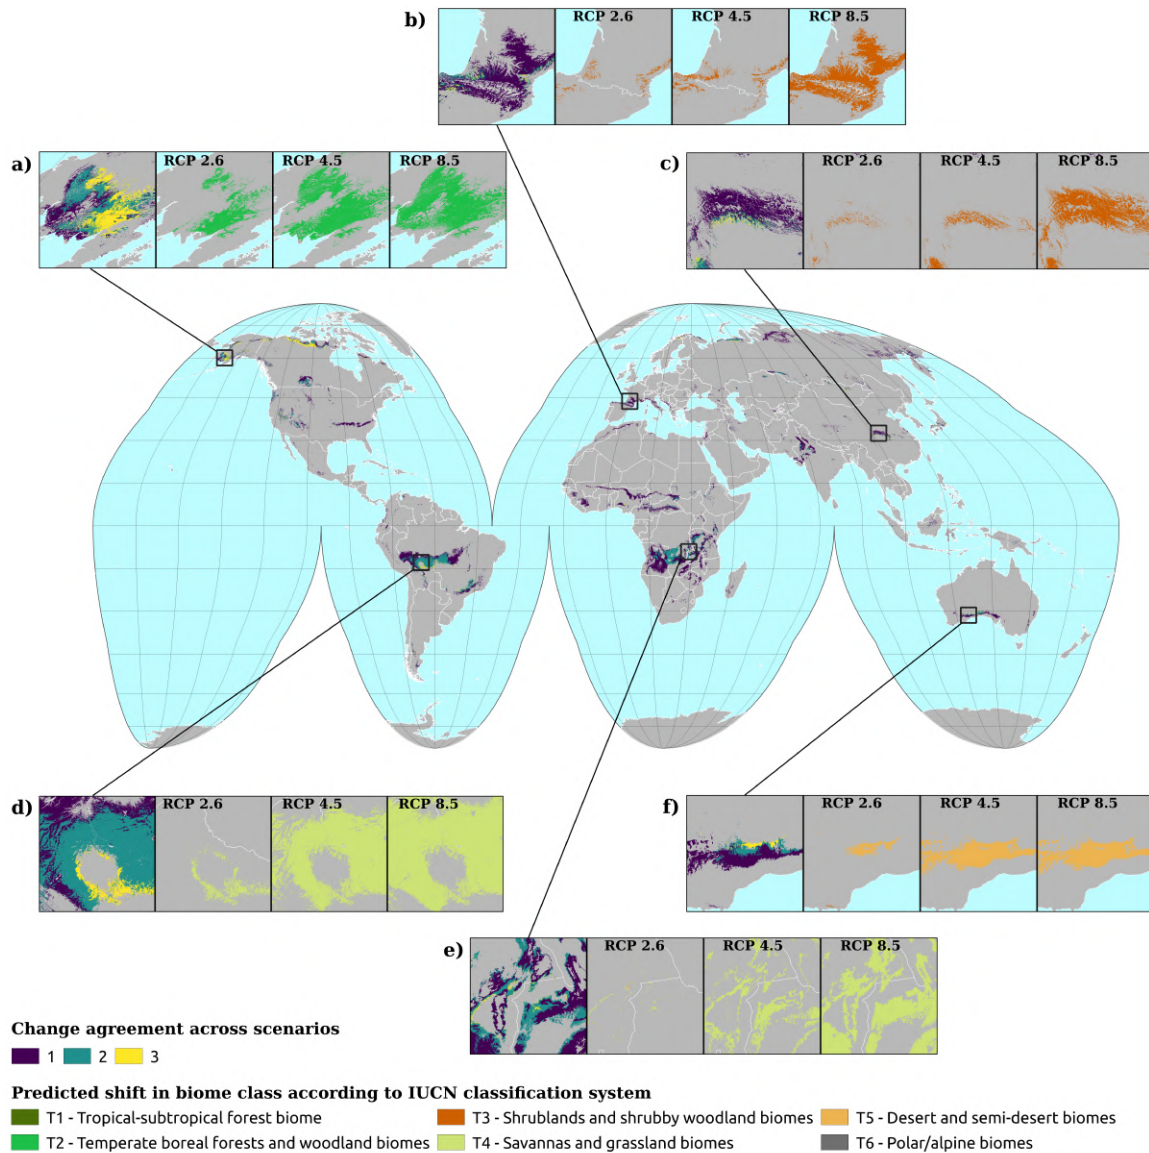 b)
RCP 2.6
RCP 4.5
RCP 8.5
a)
RCP 2.6
RCP 4.5
RCP 8.5
c)
RCP 2.6
RCP 4.5
RCP 8.5
d)
RCP 2.6
RCP 4.5
RCP 8.5
f)
RCP 2.6
RCP 4.5
RCP 8.5
e)
RCP 2.6
RCP 4.5
RCP 8.5
Change agreement across scenarios
1 2 3
Predicted shift in biome class according to IUCN classification system
T1 - Tropical-subtropical forest biome
T3 - Shrublands and shrubby woodland biomes
T5 - Desert and semi-desert biomes
T2 - Temperate boreal forests and woodland biomes
T4 - Savannas and grassland biomes
T6 - Polar/alpine biomes